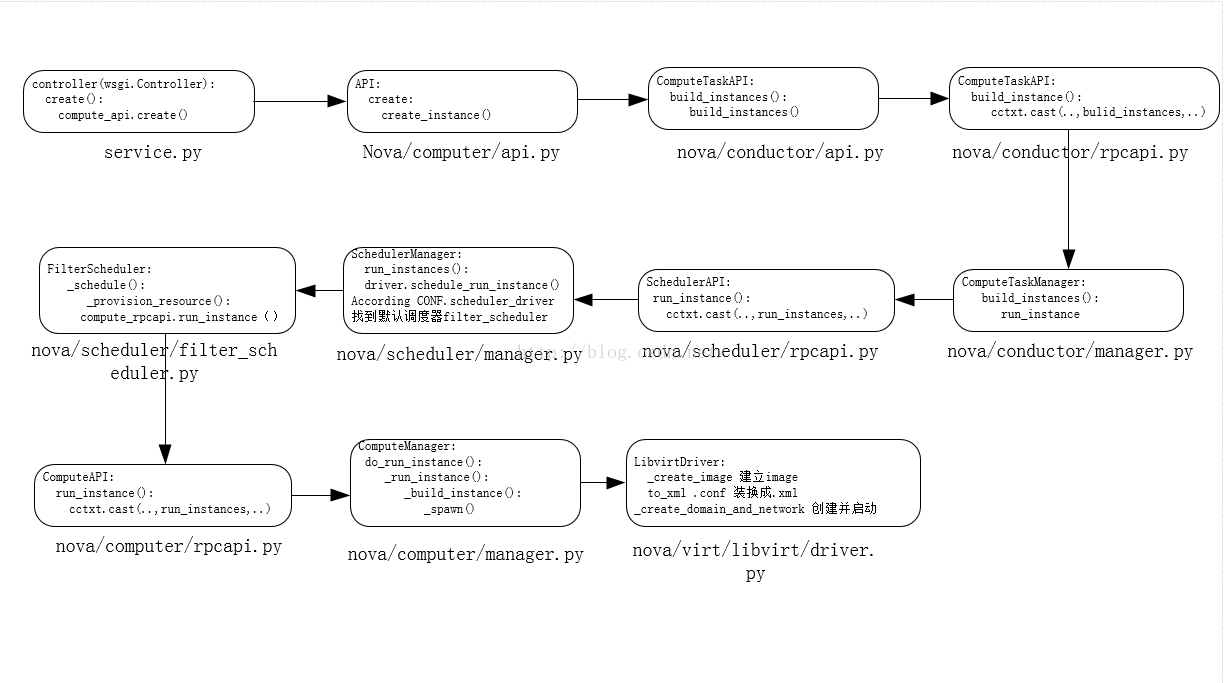 controller(wsgi.Controller):
create():
compute_api.create()
service.py
API:
create:
create_instance()
Nova/computer/api.py
ComputeTaskAPI:
build_instances():
build_instances()
nova/conductor/api.py
ComputeTaskAPI:
build_instance():
cctxt.cast(..,bulid_instances,..)
nova/conductor/rpcapi.py
FilterScheduler:
_schedule():
_provision_resource():
compute_rpcapi.run_instance（）
nova/scheduler/filter_sch
eduler.py
SchedulerManager:
run_instances():
driver.schedule_run_instance()
According CONF.scheduler_driver
找到默认调度器filter_scheduler
nova/scheduler/manager.py
SchedulerAPI:
run_instance():
cctxt.cast(..,run_instances,..)
nova/scheduler/rpcapi.py
ComputeTaskManager:
build_instances():
run_instance
nova/conductor/manager.py
ComputeAPI:
run_instance():
cctxt.cast(..,run_instances,..)
nova/computer/rpcapi.py
ComputeManager:
do_run_instance():
_run_instance():
_build_instance():
_spawn()
nova/computer/manager.py
LibvirtDriver:
_create_image 建立image
to_xml .conf 装换成.xml
_create_domain_and_network 创建并启动
nova/virt/libvirt/driver.
py